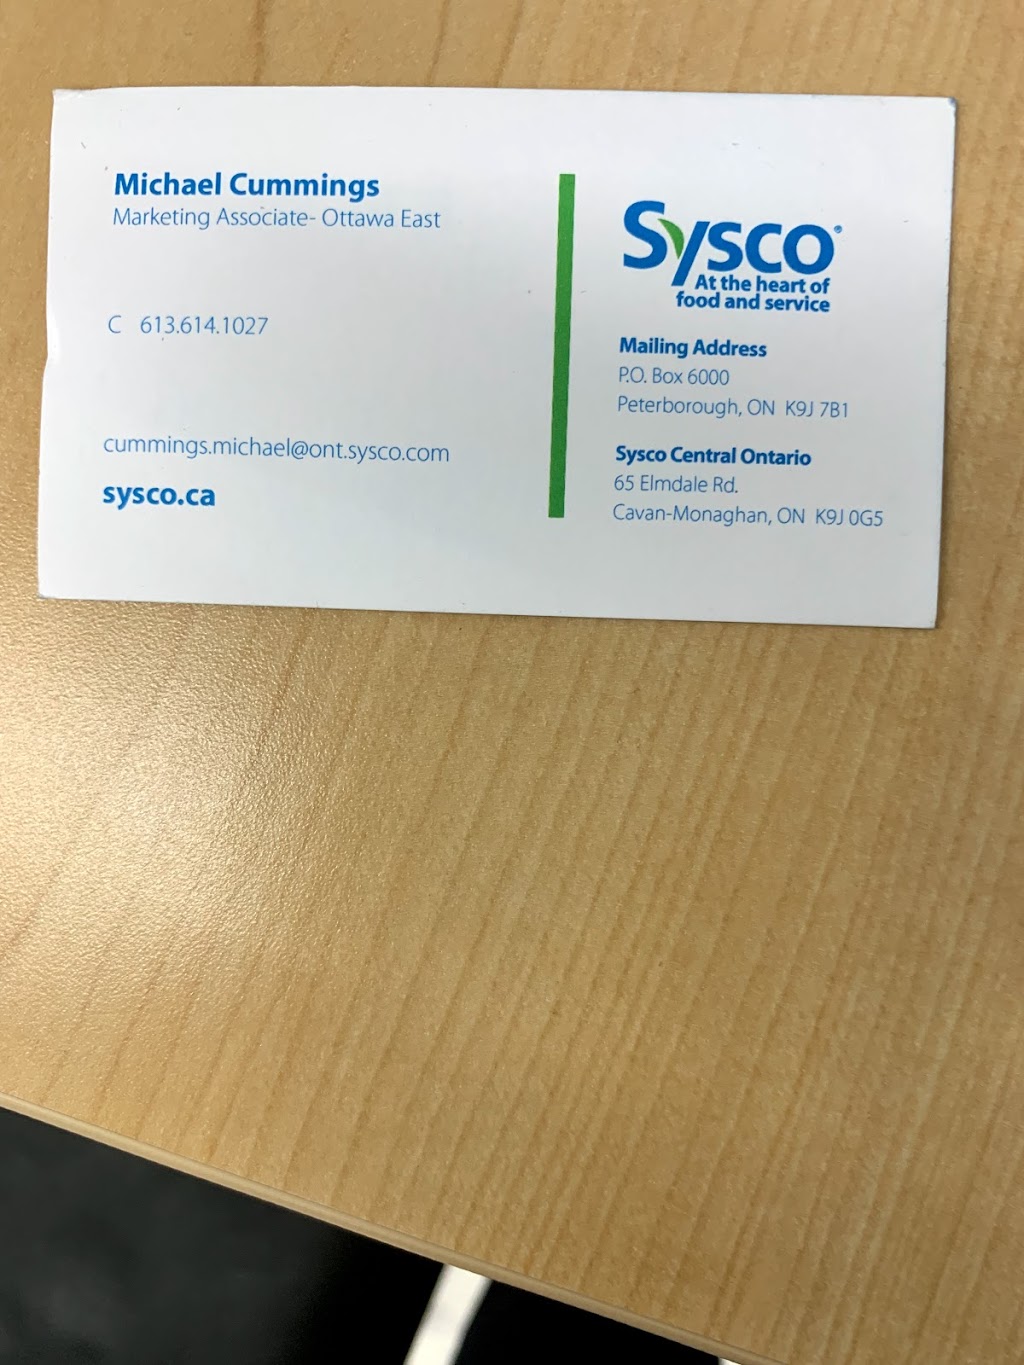 Michael Cummings
Marketing Associate- Ottawa East
C 613.614.1027
cummings.michael@ont.sysco.com
sysco.ca
Sysco®
At the heart of
food and service
Mailing Address
P.O. Box 6000
Peterborough, ON K9J 7B1
Sysco Central Ontario
65 Elmdale Rd.
Cavan-Monaghan, ON K9J 0G5